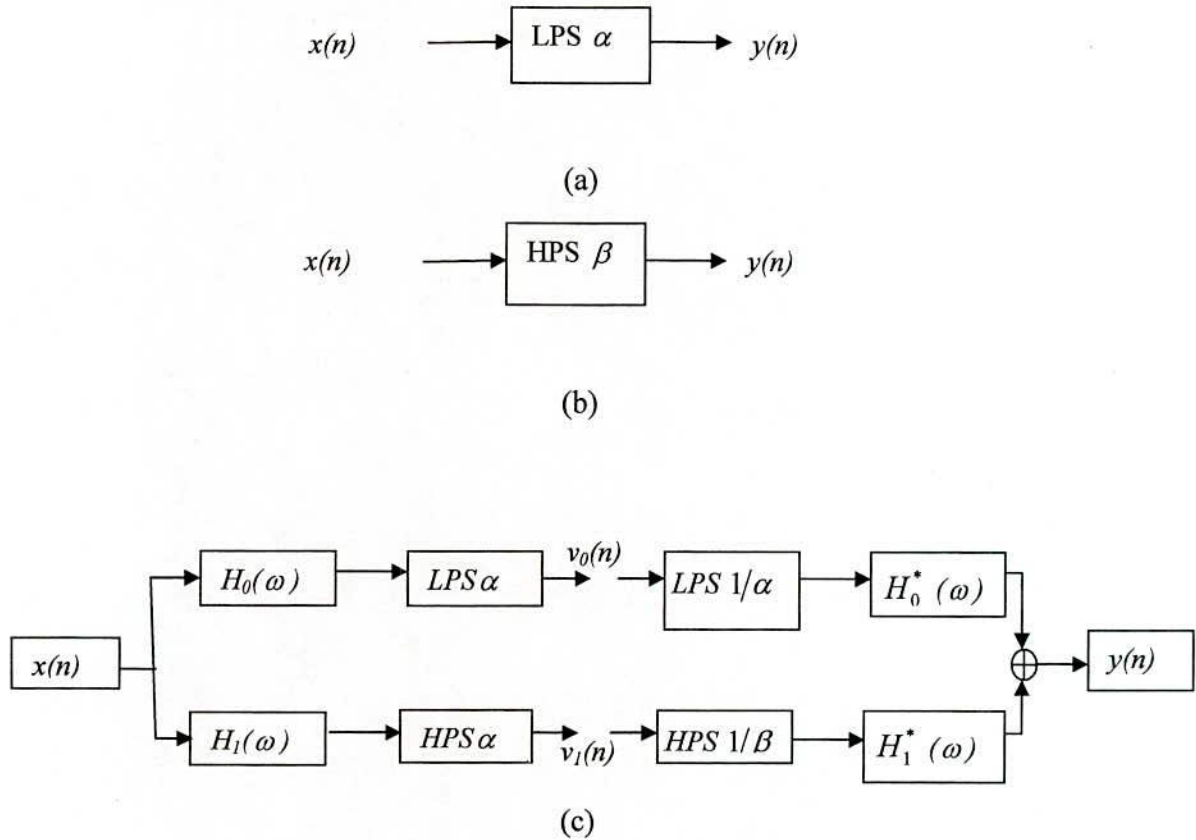 x(n) LPS α y(n)
(a)
x(n) HPS β y(n)
(b)
v₀(n)
H₀(ω) LPS α LPS 1/α H₀* (ω)
x(n) y(n)
H₁(ω) HPS α HPS 1/β H₁* (ω)
v₁(n)
(c)